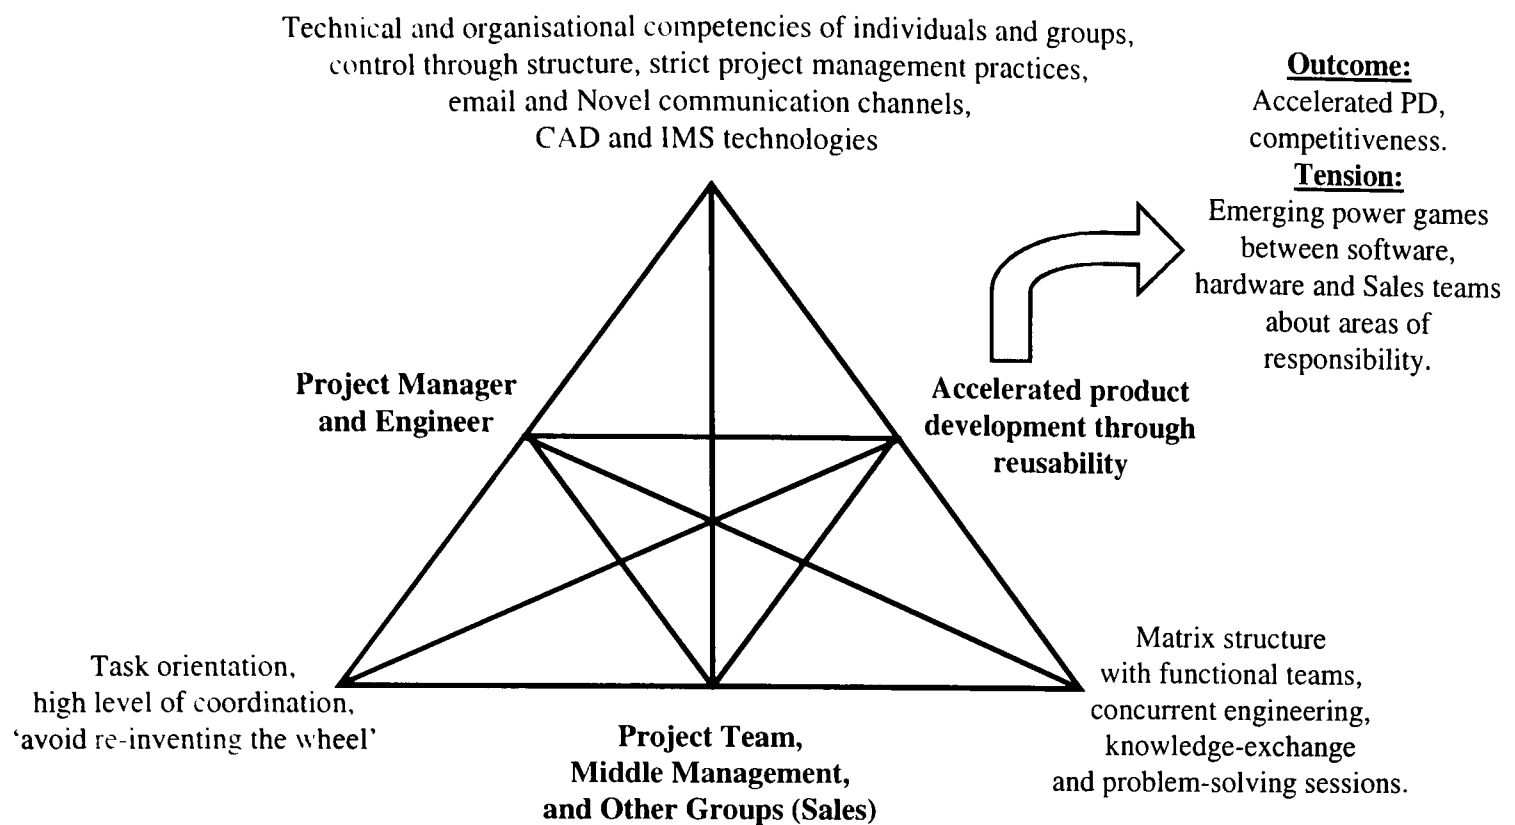 Technical and organisational competencies of individuals and groups,
control through structure, strict project management practices,
email and Novel communication channels,
CAD and IMS technologies
Outcome:
Accelerated PD,
competitiveness.
Tension:
Emerging power games
between software,
hardware and Sales teams
about areas of
responsibility.
Project Manager
and Engineer
Accelerated product
development through
reusability
Task orientation,
high level of coordination,
‘avoid re-inventing the wheel’
Project Team,
Middle Management,
and Other Groups (Sales)
Matrix structure
with functional teams,
concurrent engineering,
knowledge-exchange
and problem-solving sessions.